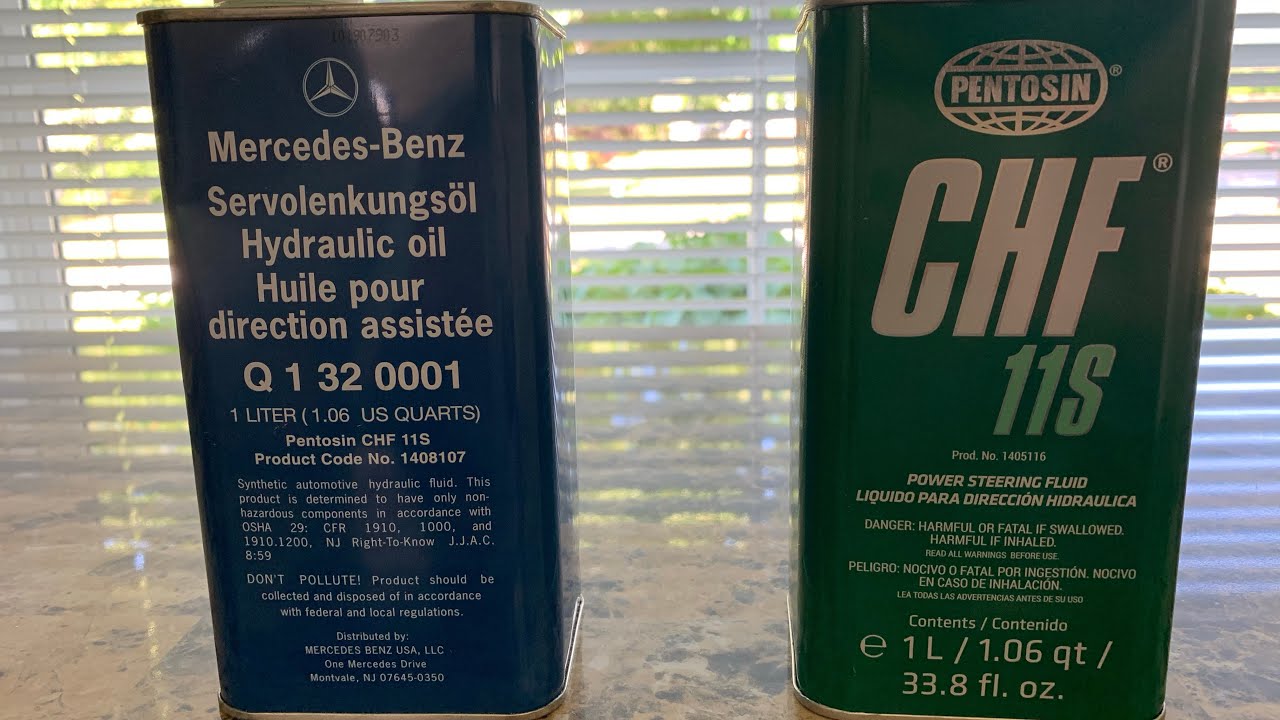 101907903
Mercedes-Benz
Servolenkungsöl
Hydraulic oil
Huile pour
direction assistée
Q 1 32 0001
1 LITER ( 1.06 US QUARTS)
Pentosin CHF 11S
Product Code No. 1408107
Synthetic automotive hydraulic fluid. This
product is determined to have only non-
hazardous components in accordance with
OSHA 29: CFR 1910, 1000, and
1910.1200, NJ Right-To-Know J.J.A.C.
8:59
DON'T POLLUTE! Product should be
collected and disposed of in accordance
with federal and local regulations.
Distributed by:
MERCEDES BENZ USA, LLC
One Mercedes Drive
Montvale, NJ 07645-0350
PENTOSIN®
CHF®
11S
Prod. No. 1405116
POWER STEERING FLUID
LIQUIDO PARA DIRECCIÓN HIDRAULICA
DANGER: HARMFUL OR FATAL IF SWALLOWED.
HARMFUL IF INHALED.
READ ALL WARNINGS BEFORE USE.
PELIGRO: NOCIVO O FATAL POR INGESTIÓN. NOCIVO
EN CASO DE INHALACIÓN.
LEA TODAS LAS ADVERTENCIAS ANTES DE SU USO
Contents / Contenido
℮ 1 L / 1.06 qt /
33.8 fl. oz.